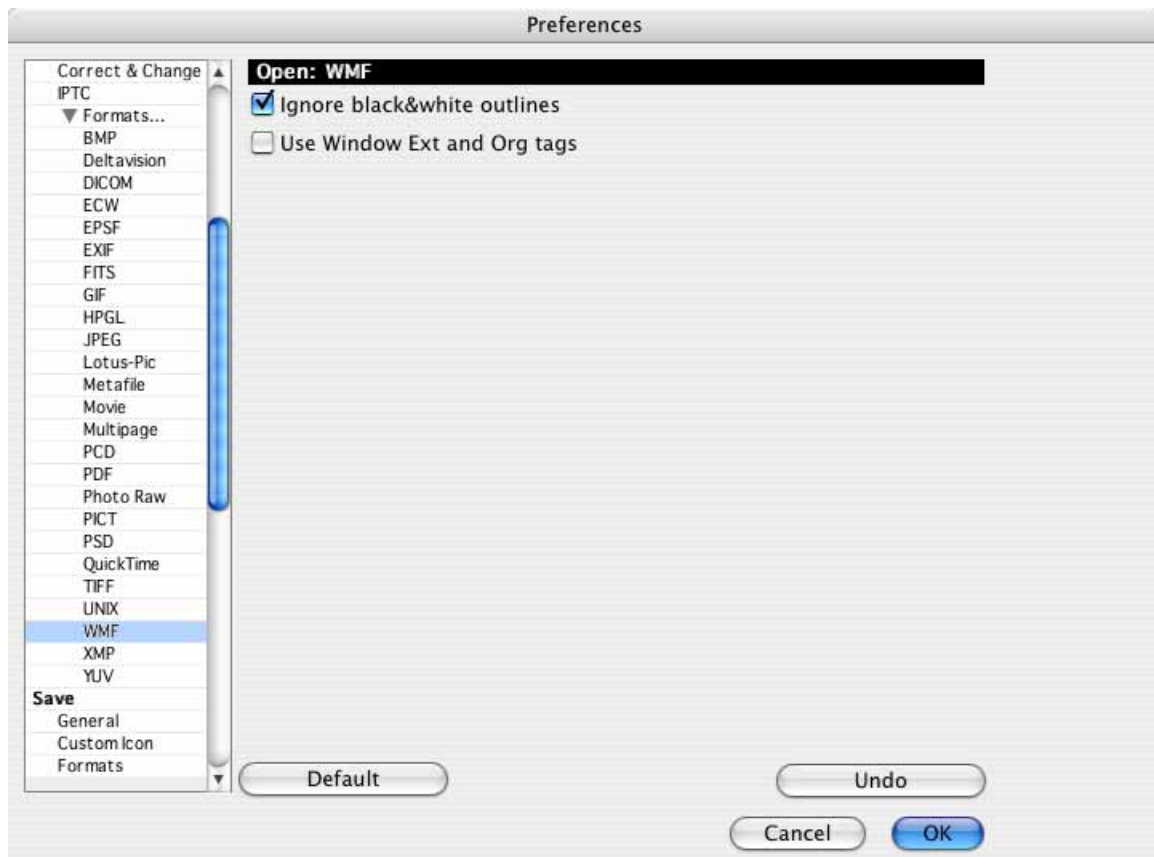 Preferences
Correct & Change
IPTC
Formats...
BMP
Deltavision
DICOM
ECW
EPSF
EXIF
FITS
GIF
HPGL
JPEG
Lotus-Pic
Metafile
Movie
Multipage
PCD
PDF
Photo Raw
PICT
PSD
QuickTime
TIFF
UNIX
WMF
XMP
YUV
Save
General
Custom Icon
Formats
Open: WMF
Ignore black&white outlines
Use Window Ext and Org tags
Default
Undo
Cancel
OK